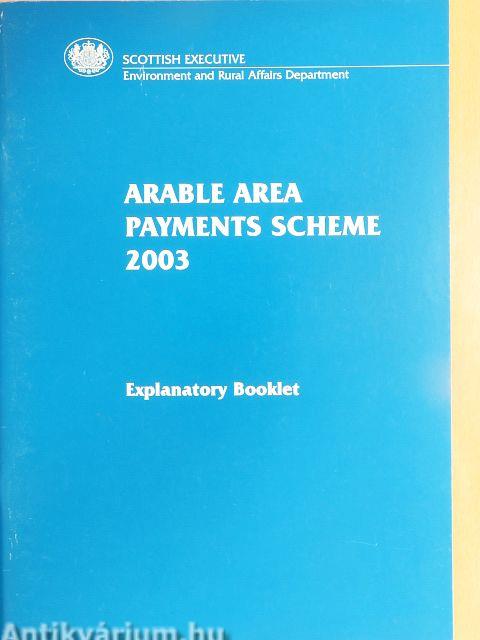 SCOTTISH EXECUTIVE
Environment and Rural Affairs Department
ARABLE AREA
PAYMENTS SCHEME
2003
Explanatory Booklet
Antikvárium.hu